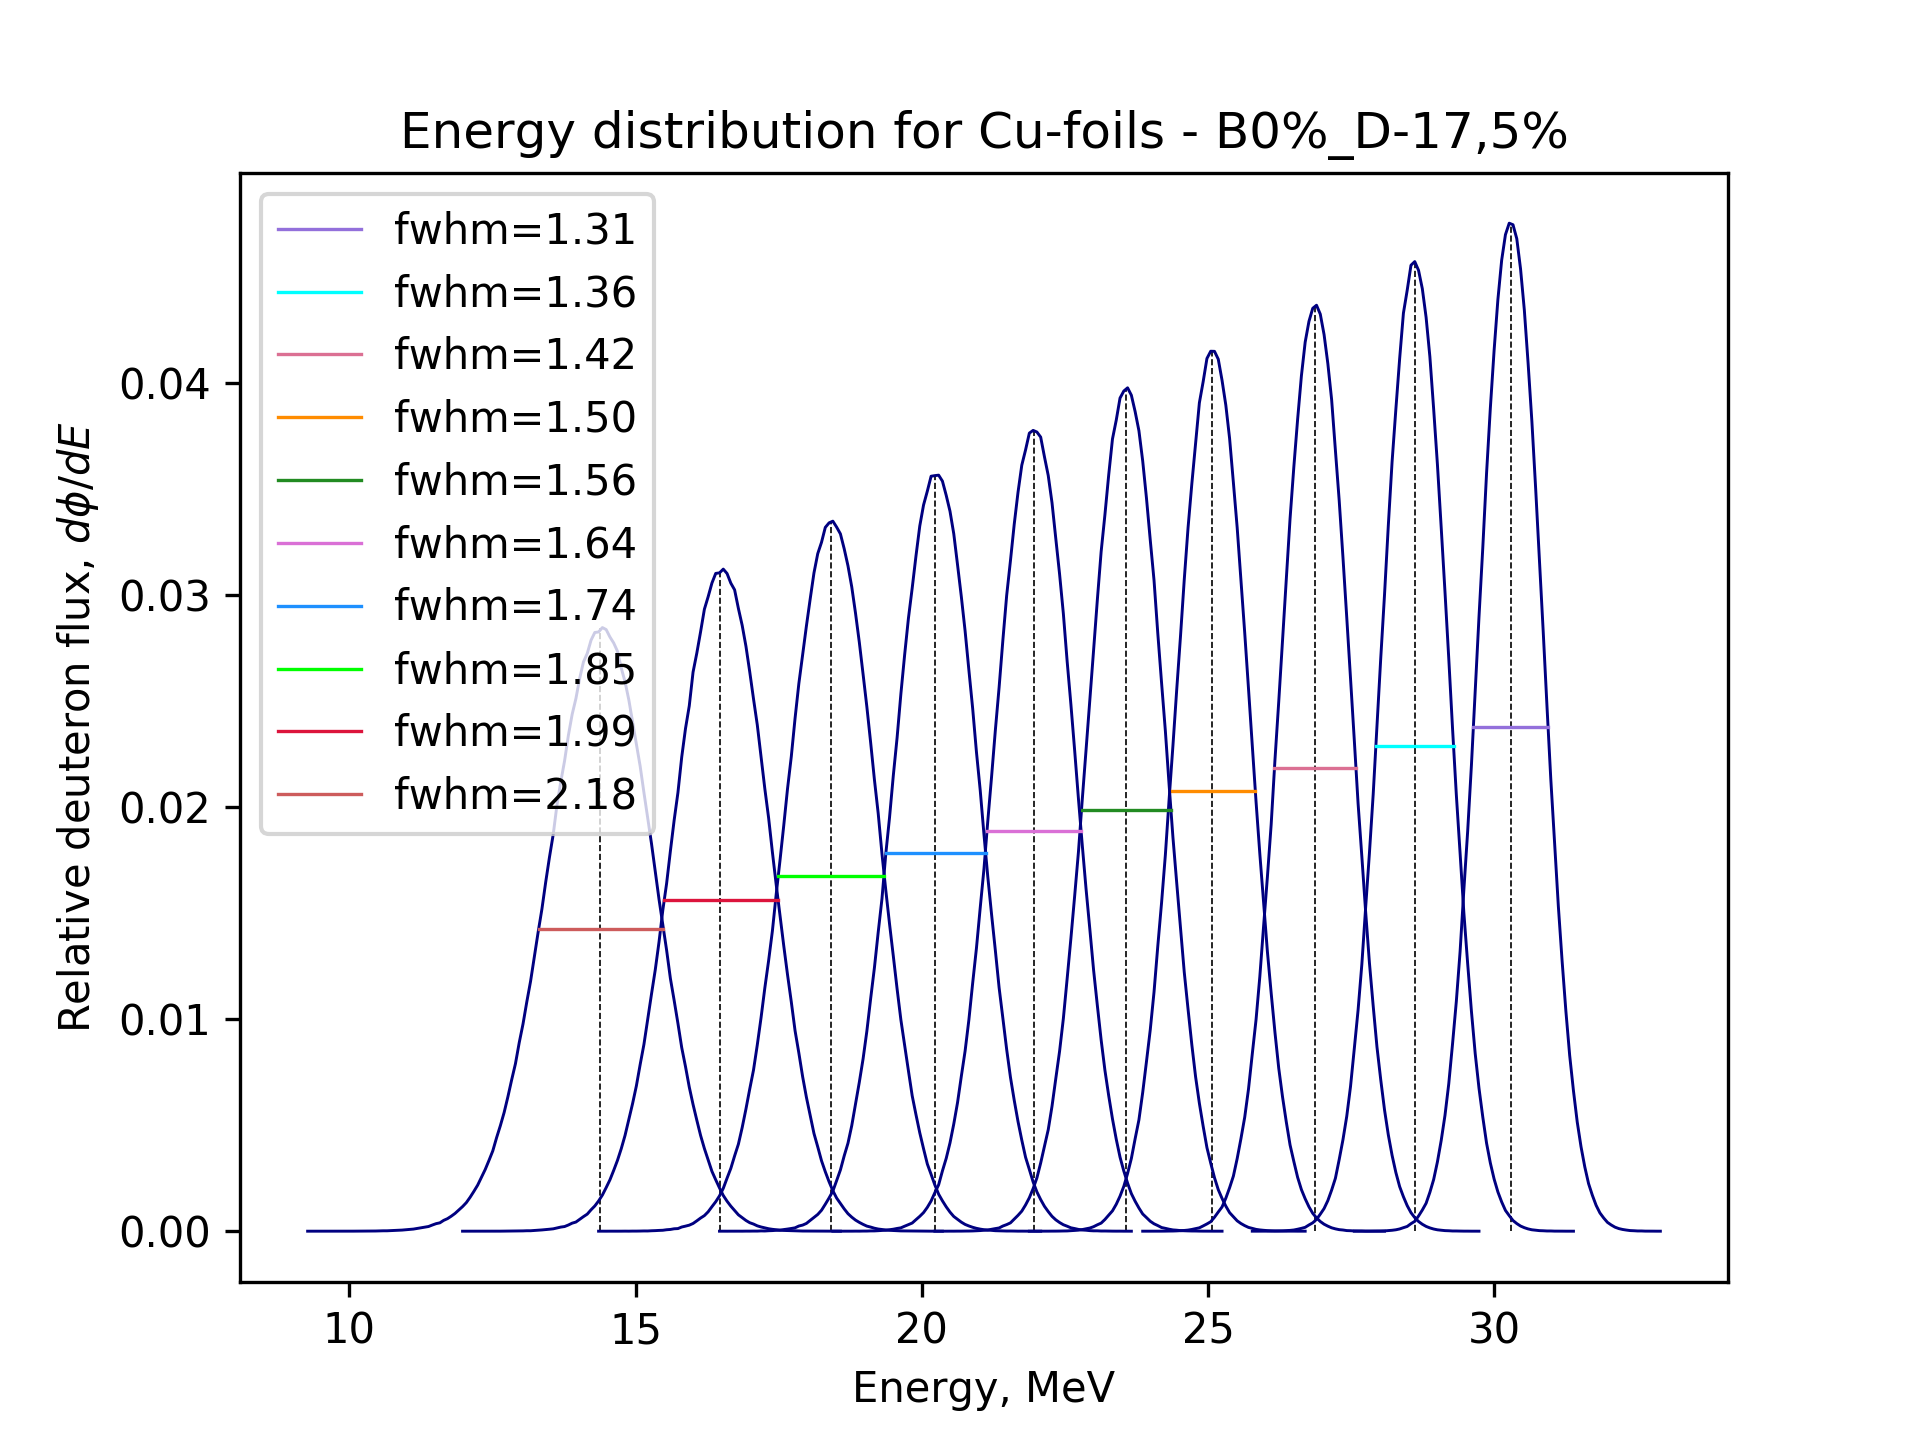 Energy distribution for Cu-foils - B0%_D-17,5%
fwhm=1.31
fwhm=1.36
fwhm=1.42
fwhm=1.50
fwhm=1.56
fwhm=1.64
fwhm=1.74
fwhm=1.85
fwhm=1.99
fwhm=2.18
Relative deuteron flux, dϕ/dE
0.04
0.03
0.02
0.01
0.00
10 15 20 25 30
Energy, MeV